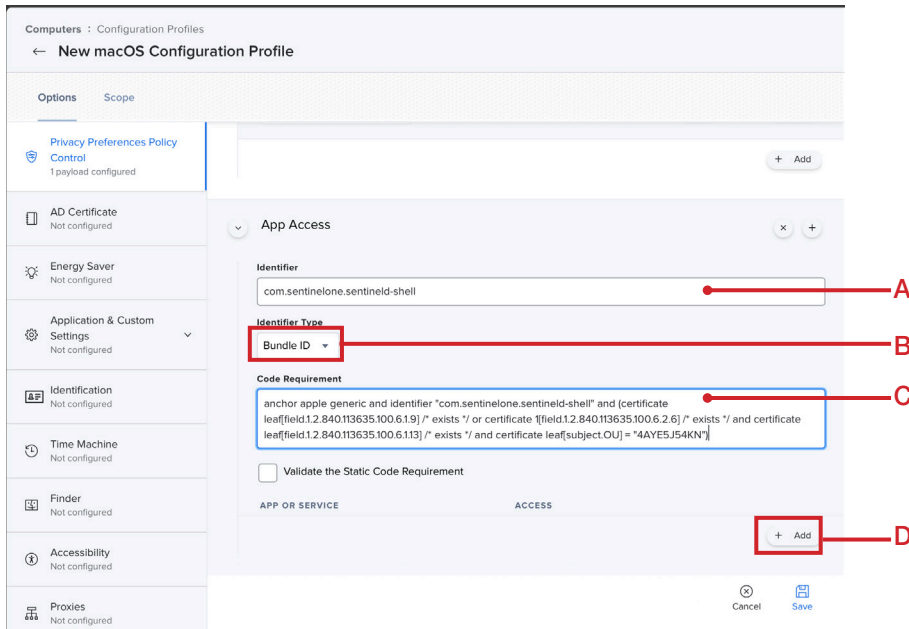 Computers : Configuration Profiles
← New macOS Configuration Profile
Options Scope
Privacy Preferences Policy
Control
1 payload configured
+ Add
AD Certificate
Not configured
App Access
Energy Saver
Not configured
Identifier
com.sentinelone.sentineld-shell
A
Application & Custom
Settings
Not configured
Identifier Type
Bundle ID
B
Code Requirement
anchor apple generic and identifier "com.sentinelone.sentineld-shell" and (certificate
leaf[field.1.2.840.113635.100.6.1.9] /* exists */ or certificate 1[field.1.2.840.113635.100.6.2.6] /* exists */ and certificate
leaf[field.1.2.840.113635.100.6.1.13] /* exists */ and certificate leaf[subject.OU] = "4AYE5J54KN")
C
Identification
Not configured
Time Machine
Not configured
Validate the Static Code Requirement
Finder
Not configured
APP OR SERVICE ACCESS
+ Add
D
Accessibility
Not configured
Proxies
Not configured
Cancel Save